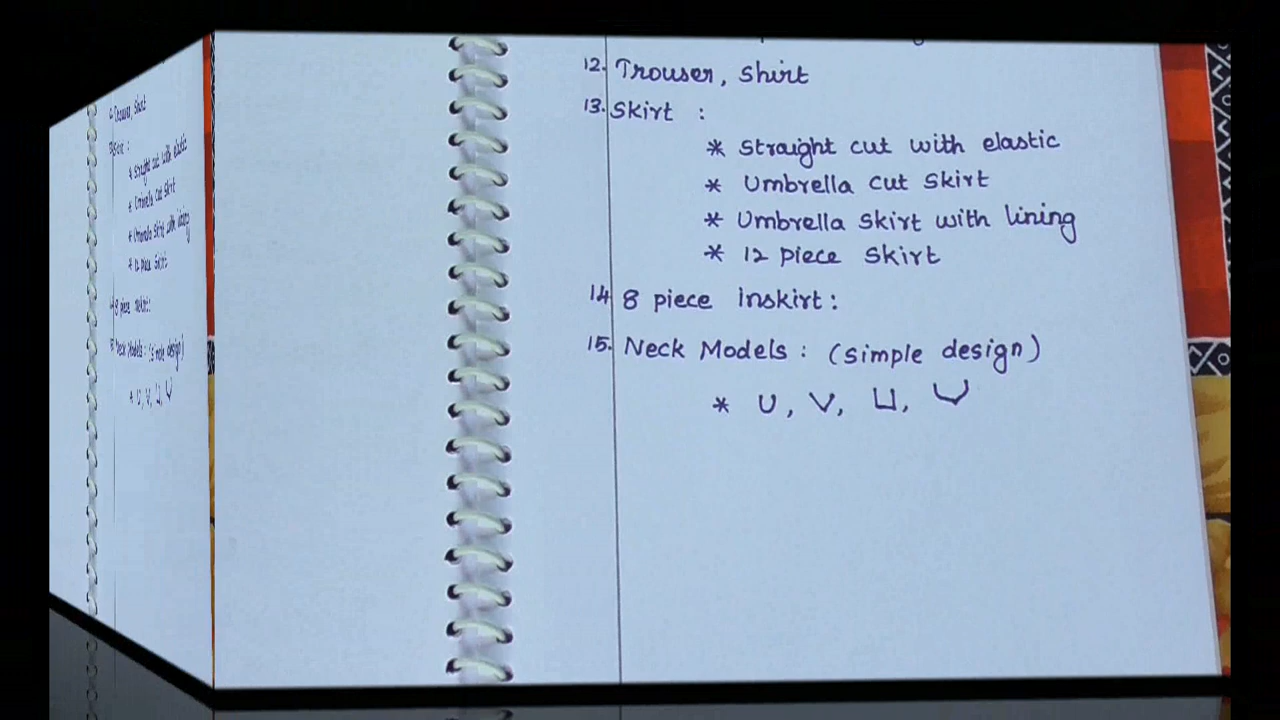 12. Trouser, Shirt
13. Skirt :
* Straight cut with elastic
* Umbrella cut skirt
* Umbrella skirt with lining
* 12 piece skirt
14 8 piece inskirt:
15. Neck Models : (Simple design)
* U, V, ⊔, V